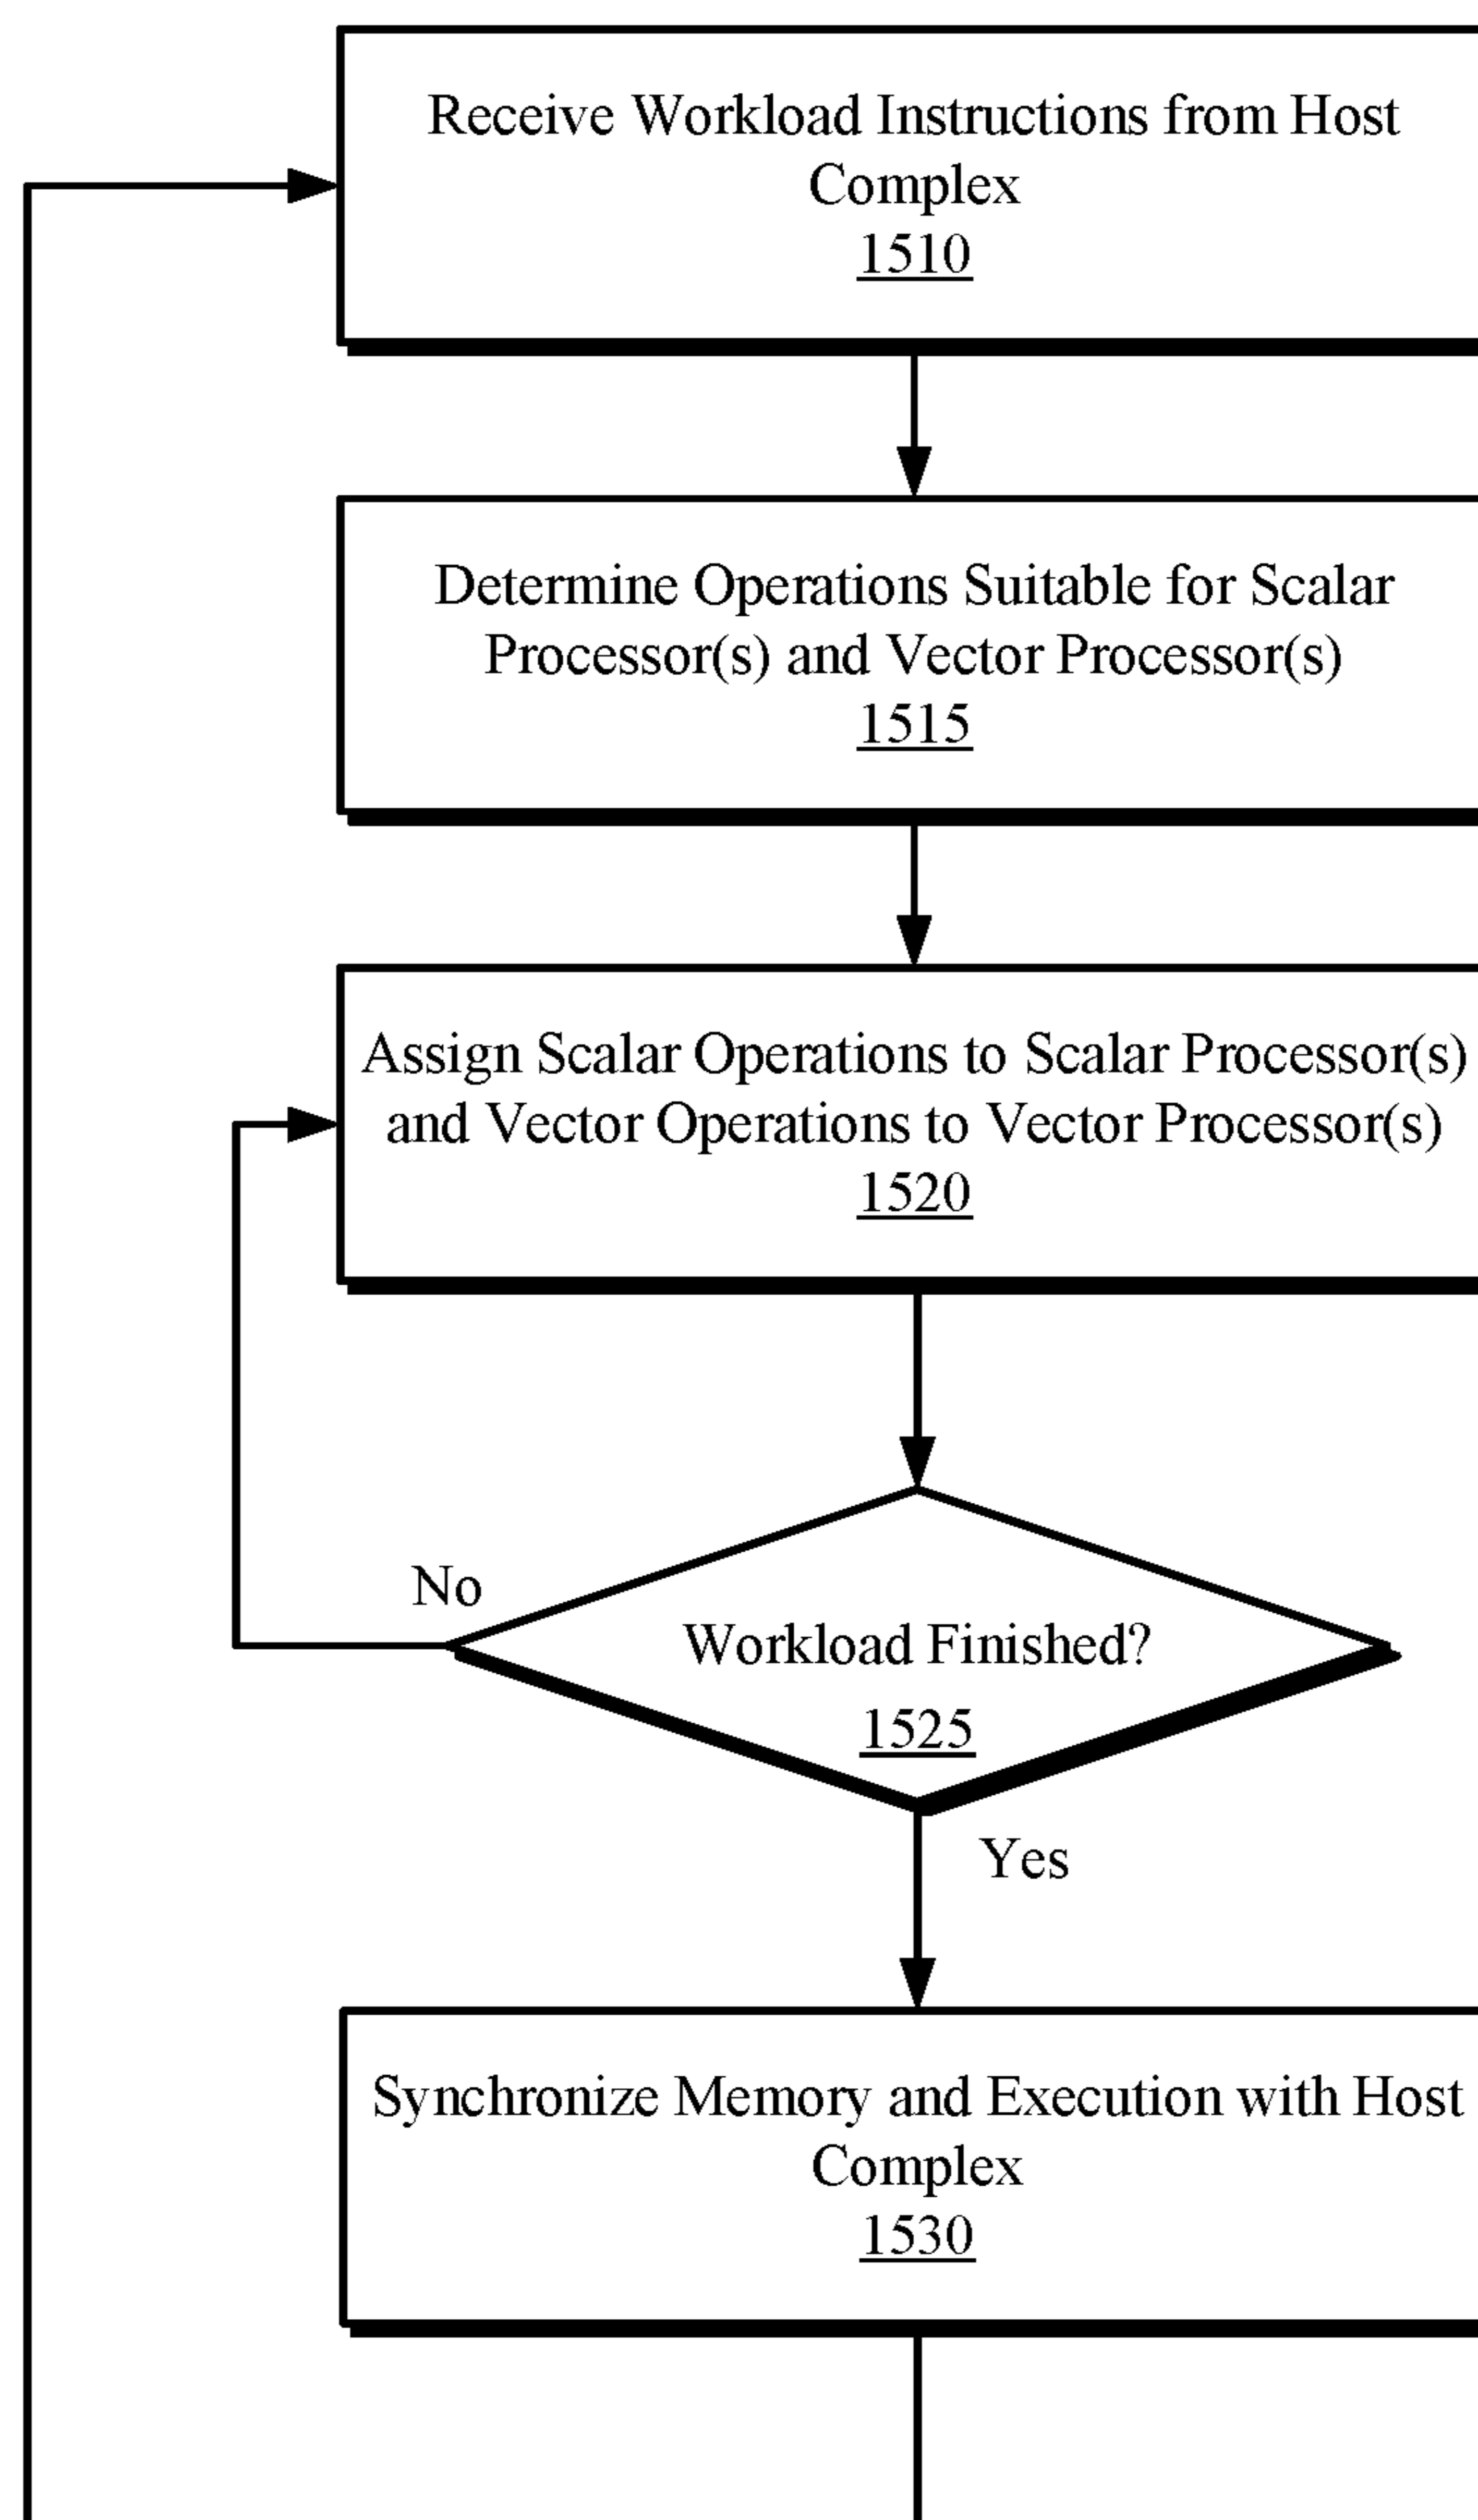 Receive Workload Instructions from Host
Complex
1510
Determine Operations Suitable for Scalar
Processor(s) and Vector Processor(s)
1515
Assign Scalar Operations to Scalar Processor(s)
and Vector Operations to Vector Processor(s)
1520
No
Workload Finished?
1525
Yes
Synchronize Memory and Execution with Host
Complex
1530